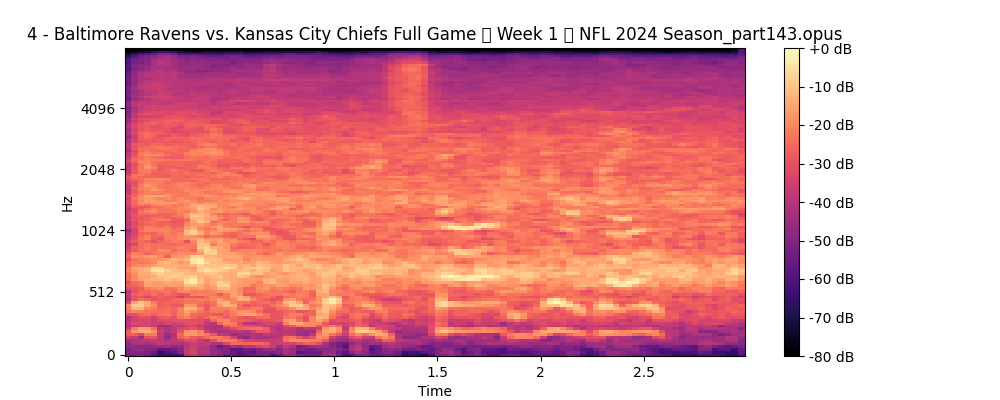 4 - Baltimore Ravens vs. Kansas City Chiefs Full Game ▯ Week 1 ▯ NFL 2024 Season_part143.opus
+0 dB
-10 dB
-20 dB
-30 dB
-40 dB
-50 dB
-60 dB
-70 dB
-80 dB
4096
2048
1024
512
0
Hz
0
0.5
1
1.5
2
2.5
Time